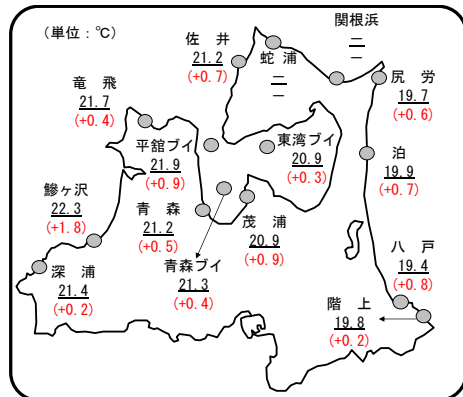 (単位：℃)
関根浜
二
一
佐　井
21.2
(+0.7)
蛇浦
二
一
尻　労
19.7
(+0.6)
竜　飛
21.7
(+0.4)
平舘ブイ
21.9
(+0.9)
東湾ブイ
20.9
(+0.3)
泊
19.9
(+0.7)
鰺ヶ沢
22.3
(+1.8)
青　森
21.2
(+0.5)
茂　浦
20.9
(+0.9)
青森ブイ
21.3
(+0.4)
八　戸
19.4
(+0.8)
深　浦
21.4
(+0.2)
階　上
19.8
(+0.2)